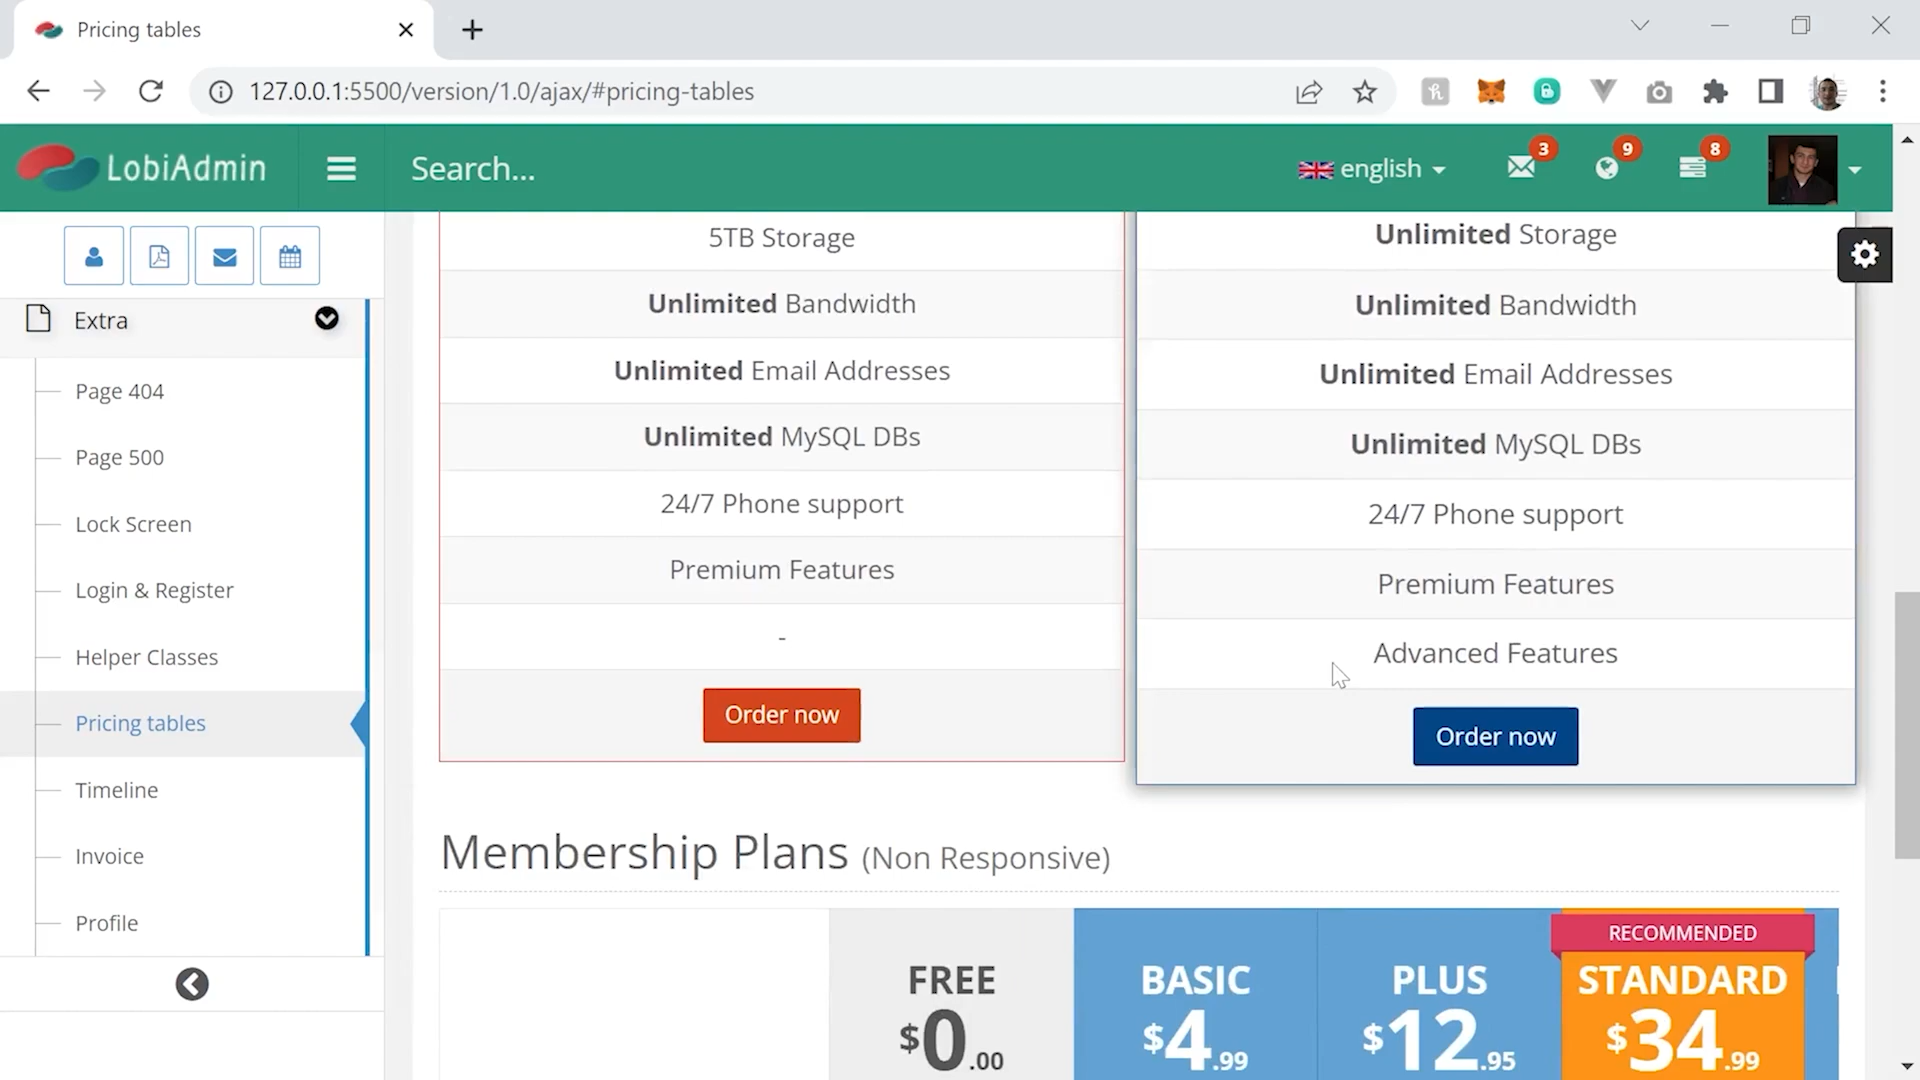 Pricing tables
127.0.0.1:5500/version/1.0/ajax/#pricing-tables
LobiAdmin
Search...
english
3
9
8
Extra
Page 404
Page 500
Lock Screen
Login & Register
Helper Classes
Pricing tables
Timeline
Invoice
Profile
5TB Storage
Unlimited Bandwidth
Unlimited Email Addresses
Unlimited MySQL DBs
24/7 Phone support
Premium Features
-
Order now
Unlimited Storage
Unlimited Bandwidth
Unlimited Email Addresses
Unlimited MySQL DBs
24/7 Phone support
Premium Features
Advanced Features
Order now
Membership Plans (Non Responsive)
FREE
$0.00
BASIC
$4.99
PLUS
$12.95
RECOMMENDED
STANDARD
$34.99